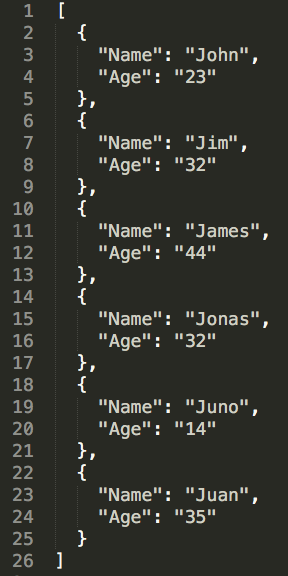 1 [
2 {
3 "Name": "John",
4 "Age": "23"
5 },
6 {
7 "Name": "Jim",
8 "Age": "32"
9 },
10 {
11 "Name": "James",
12 "Age": "44"
13 },
14 {
15 "Name": "Jonas",
16 "Age": "32"
17 },
18 {
19 "Name": "Juno",
20 "Age": "14"
21 },
22 {
23 "Name": "Juan",
24 "Age": "35"
25 }
26 ]